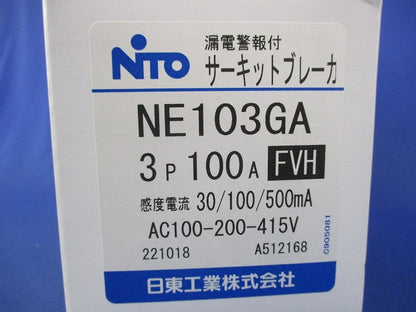 NITO
漏電警報付
サーキットブレーカ
NE103GA
3P 100A FVH
感度電流 30/100/500mA
AC100-200-415V
221018 A512168
C905081
日東工業株式会社